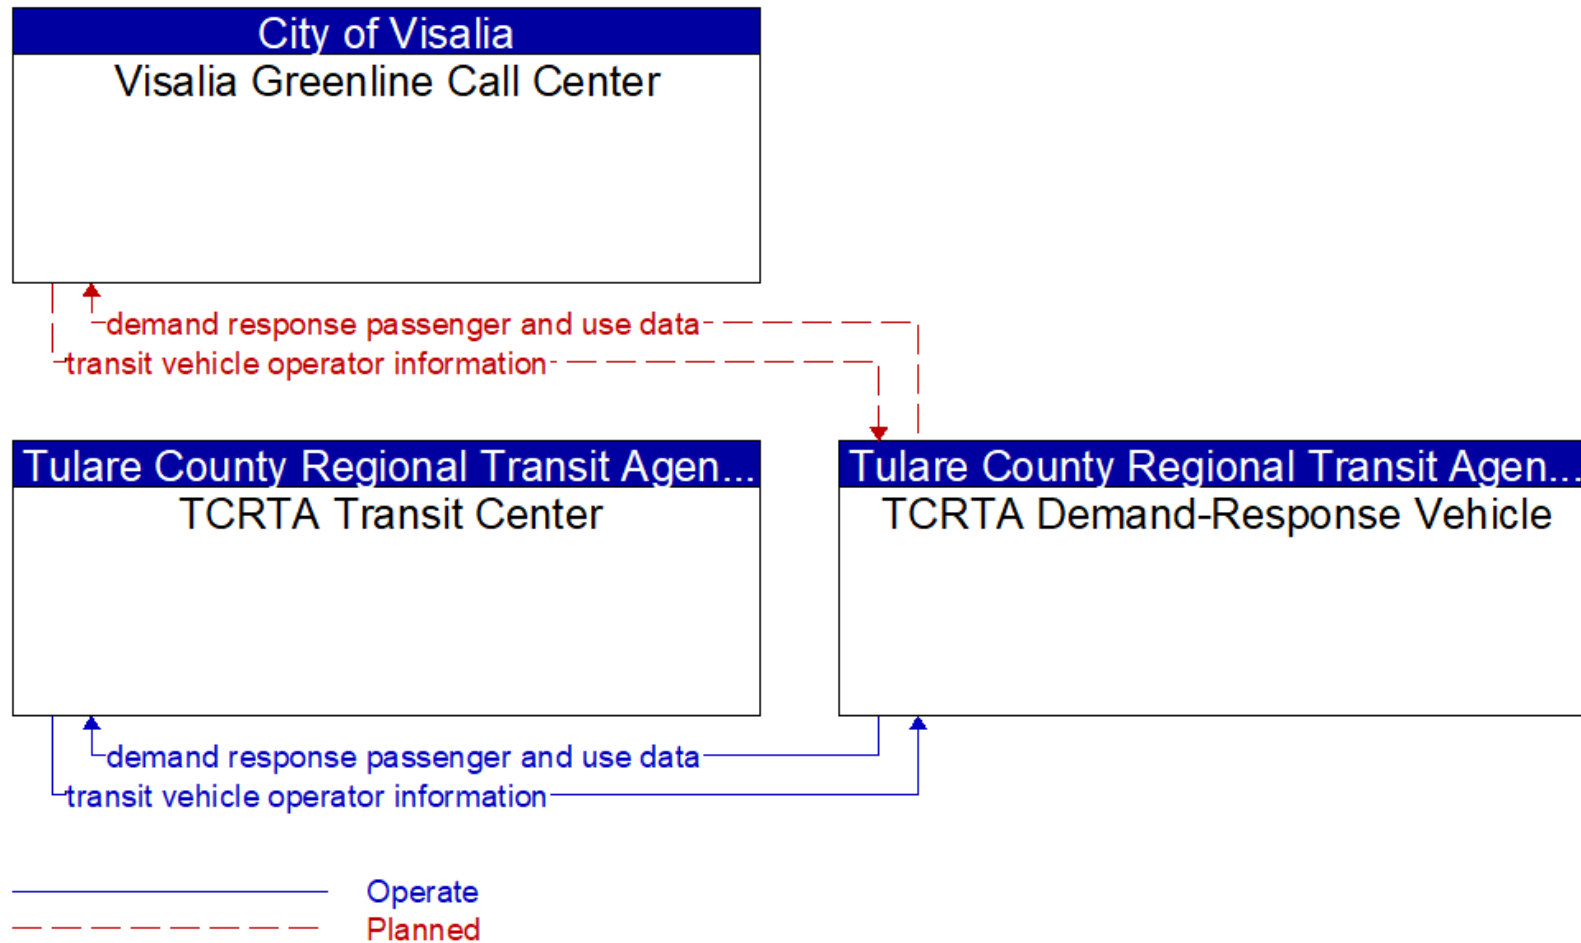 City of Visalia
Visalia Greenline Call Center
demand response passenger and use data
transit vehicle operator information
Tulare County Regional Transit Agen...
TCRTA Transit Center
Tulare County Regional Transit Agen...
TCRTA Demand-Response Vehicle
demand response passenger and use data
transit vehicle operator information
Operate
Planned